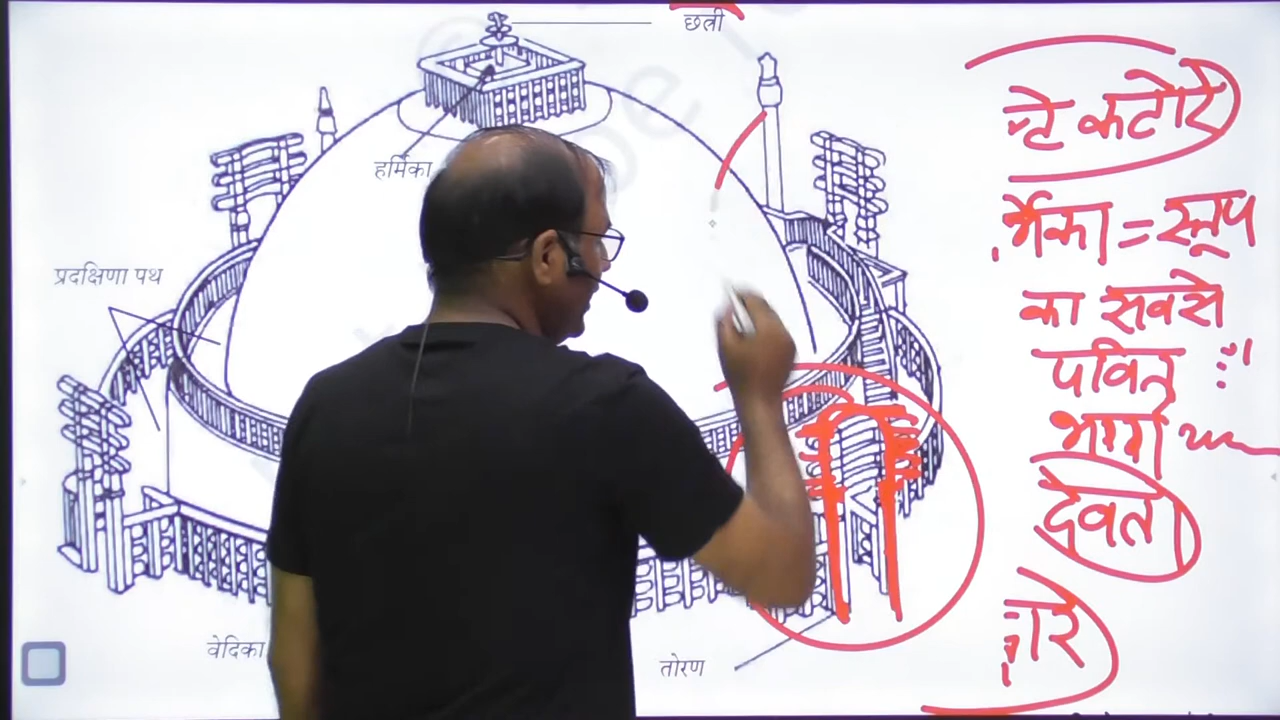 छत्री
हर्मिका
प्रदक्षिणा पथ
वेदिका
तोरण
टे कटोरे
र्मिका = स्तूप
का सबसे
पवित्र
भाग
देवता